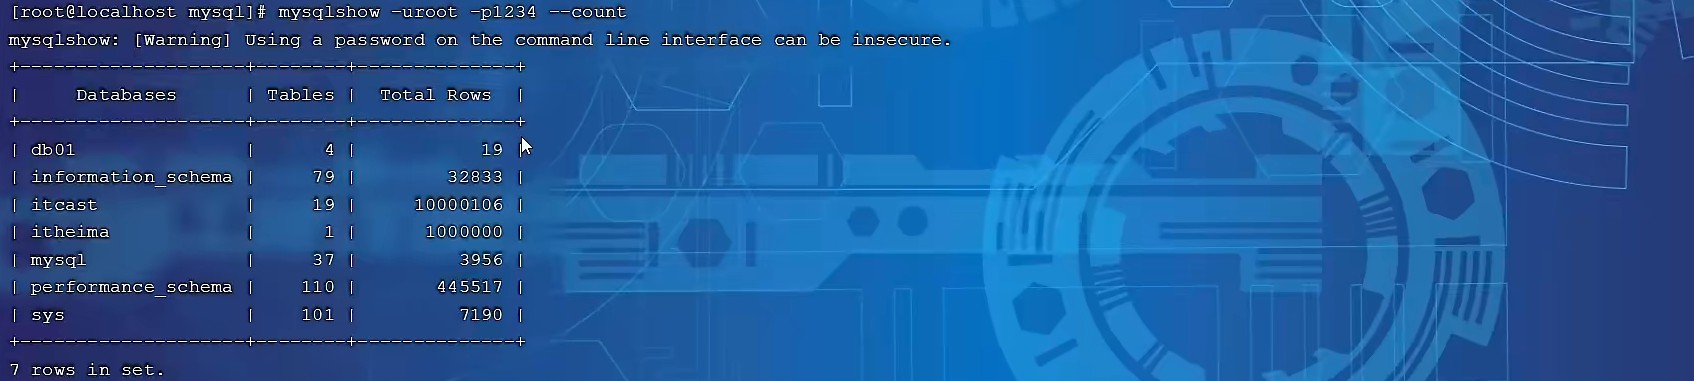 [root@localhost mysql]# mysqlshow -uroot -p1234 --count
mysqlshow: [Warning] Using a password on the command line interface can be insecure.
+--------------------+--------+--------------+
|     Databases      | Tables |  Total Rows  |
+--------------------+--------+--------------+
| db01               |      4 |           19 |
| information_schema |     79 |        32833 |
| itcast             |     19 |     10000106 |
| itheima            |      1 |      1000000 |
| mysql              |     37 |         3956 |
| performance_schema |    110 |       445517 |
| sys                |    101 |         7190 |
+--------------------+--------+--------------+
7 rows in set.